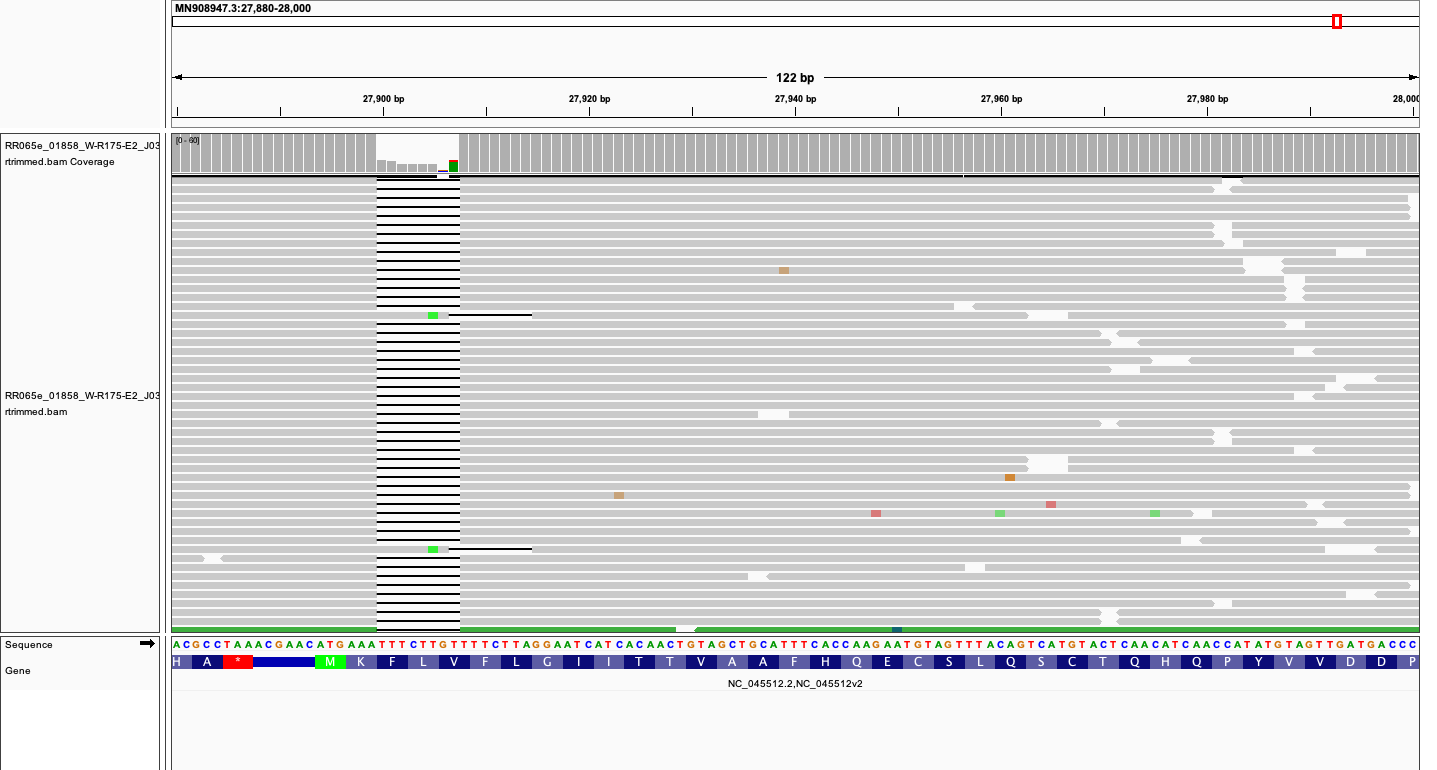 MN908947.3:27,880-28,000
122 bp
27,900 bp 27,920 bp 27,940 bp 27,960 bp 27,980 bp 28,000
RR065e_01858_W-R175-E2_J03
rtrimmed.bam Coverage
[0 - 60]
RR065e_01858_W-R175-E2_J03
rtrimmed.bam
Sequence
ACGCCTAAACGAACATGAAATTTCTTGTTTTCTTAGGAATCATCACAACTGTAGCTGCATTTCACCAAGAATGTAGTTTACAGTCATGTACTCAACATCAACCATATGTAGTTGATGACCC
Gene
H A * M K F L V F L G I I T T V A A F H Q E C S L Q S C T Q H Q P Y V V D D P
NC_045512.2,NC_045512v2